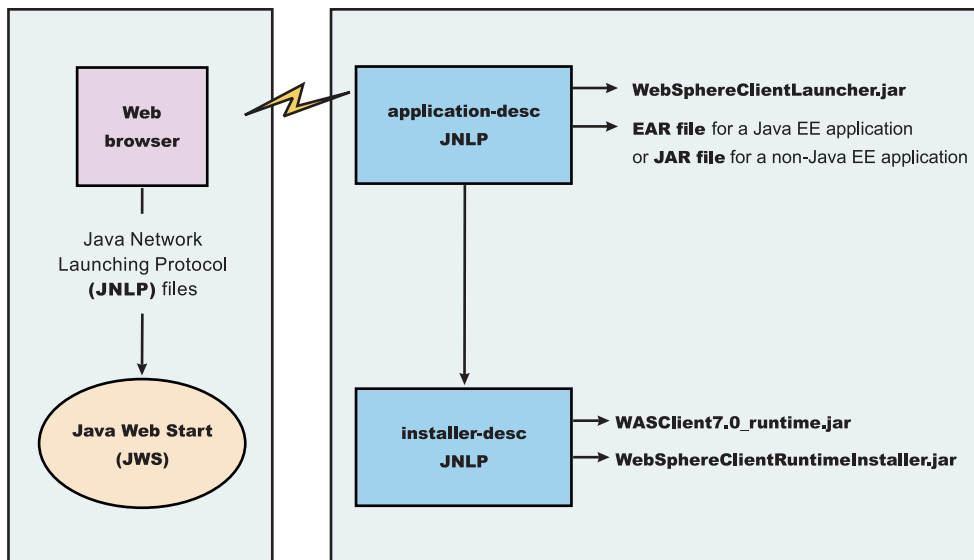 Web
browser
Java Network
Launching Protocol
(JNLP) files
Java Web Start
(JWS)
application-desc
JNLP
WebSphereClientLauncher.jar
EAR file for a Java EE application
or JAR file for a non-Java EE application
installer-desc
JNLP
WASClient7.0_runtime.jar
WebSphereClientRuntimeInstaller.jar